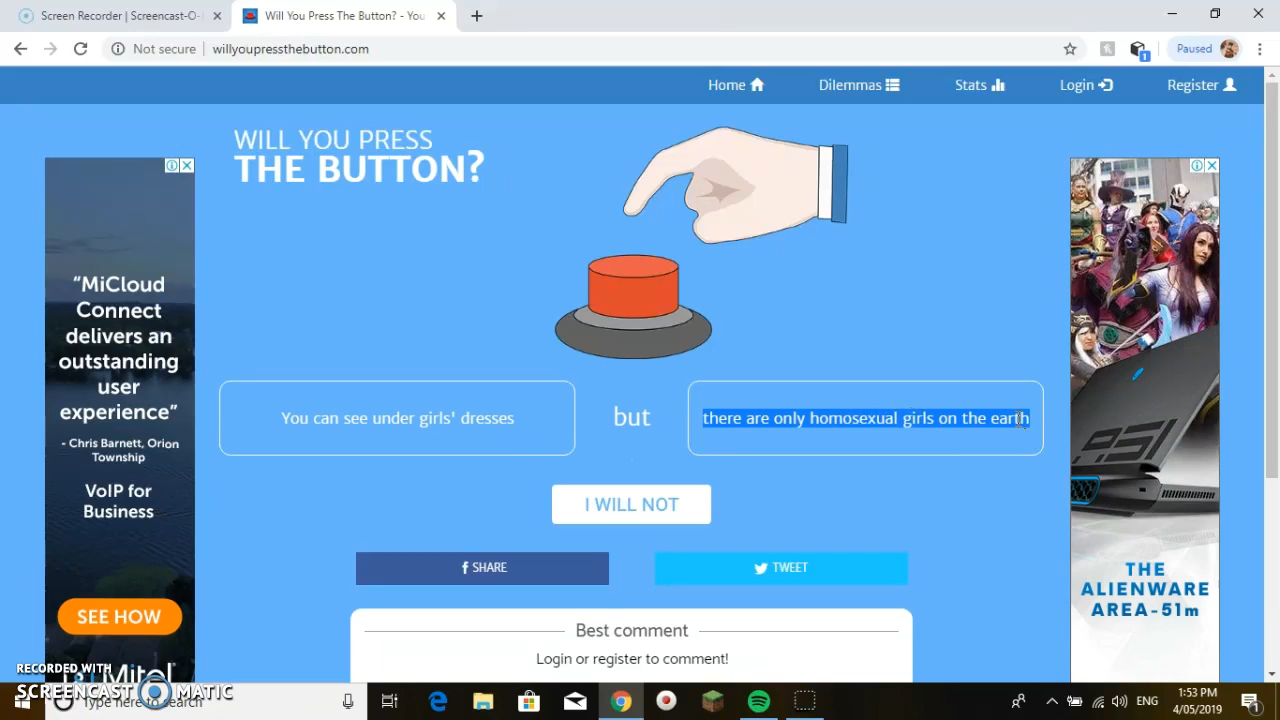 Screen Recorder | Screencast-O-
Will You Press The Button? - You
Not secure
willyoupressthebutton.com
Paused
1
Home
Dilemmas
Stats
Login
Register
WILL YOU PRESS
THE BUTTON?
"MiCloud
Connect
delivers an
outstanding
user
experience"
- Chris Barnett, Orion
Township
VoIP for
Business
SEE HOW
Mitel
You can see under girls' dresses
but
there are only homosexual girls on the earth
I WILL NOT
f SHARE
TWEET
Best comment
Login or register to comment!
THE
ALIENWARE
AREA-51m
RECORDED WITH
SCREENCAST MATIC
Type here to search
ENG
1:53 PM
4/05/2019
1